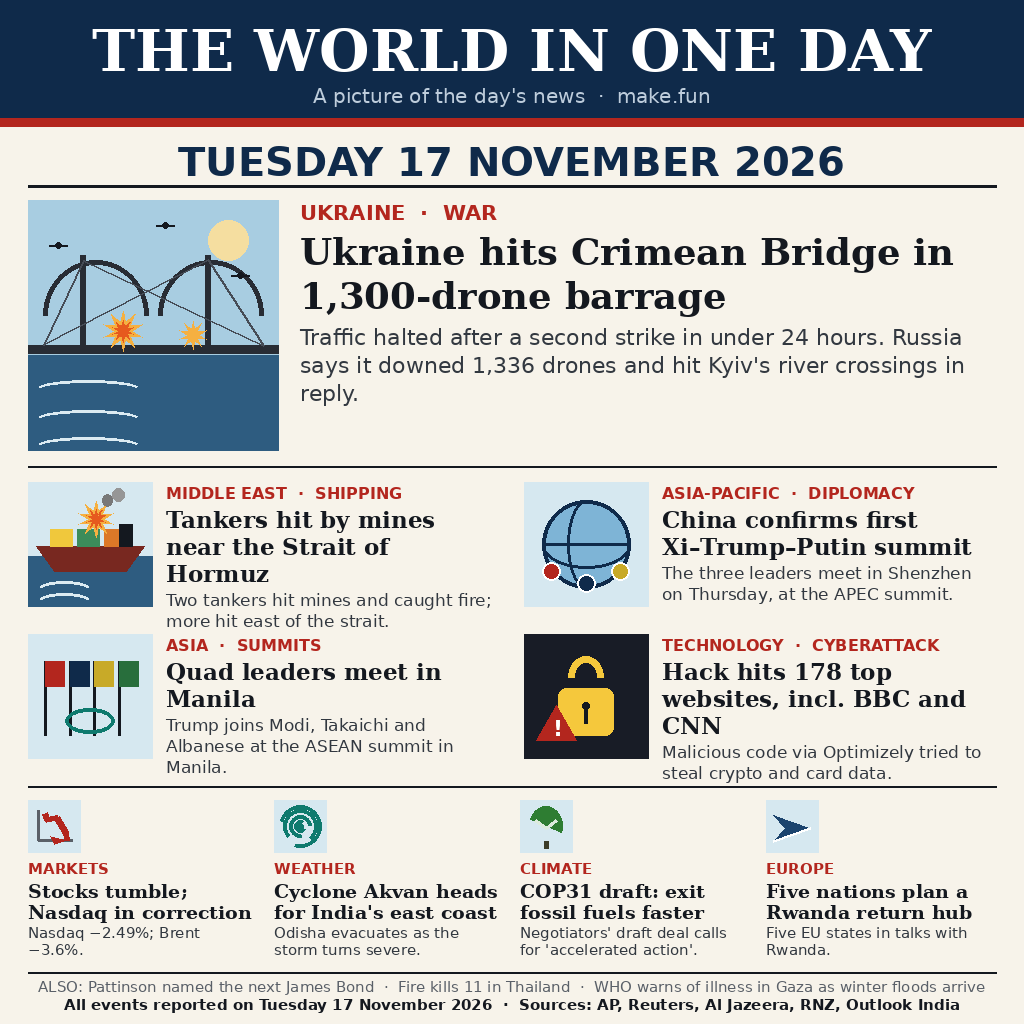 THE WORLD IN ONE DAY
A picture of the day's news · make.fun
TUESDAY 17 NOVEMBER 2026
UKRAINE · WAR
Ukraine hits Crimean Bridge in
1,300-drone barrage
Traffic halted after a second strike in under 24 hours. Russia
says it downed 1,336 drones and hit Kyiv's river crossings in
reply.
MIDDLE EAST · SHIPPING
Tankers hit by mines
near the Strait of
Hormuz
Two tankers hit mines and caught fire;
more hit east of the strait.
ASIA-PACIFIC · DIPLOMACY
China confirms first
Xi–Trump–Putin summit
The three leaders meet in Shenzhen
on Thursday, at the APEC summit.
ASIA · SUMMITS
Quad leaders meet in
Manila
Trump joins Modi, Takaichi and
Albanese at the ASEAN summit in
Manila.
!
TECHNOLOGY · CYBERATTACK
Hack hits 178 top
websites, incl. BBC and
CNN
Malicious code via Optimizely tried to
steal crypto and card data.
MARKETS
Stocks tumble;
Nasdaq in correction
Nasdaq −2.49%; Brent
−3.6%.
WEATHER
Cyclone Akvan heads
for India's east coast
Odisha evacuates as the
storm turns severe.
CLIMATE
COP31 draft: exit
fossil fuels faster
Negotiators' draft deal calls
for 'accelerated action'.
EUROPE
Five nations plan a
Rwanda return hub
Five EU states in talks with
Rwanda.
ALSO: Pattinson named the next James Bond · Fire kills 11 in Thailand · WHO warns of illness in Gaza as winter floods arrive
All events reported on Tuesday 17 November 2026 · Sources: AP, Reuters, Al Jazeera, RNZ, Outlook India